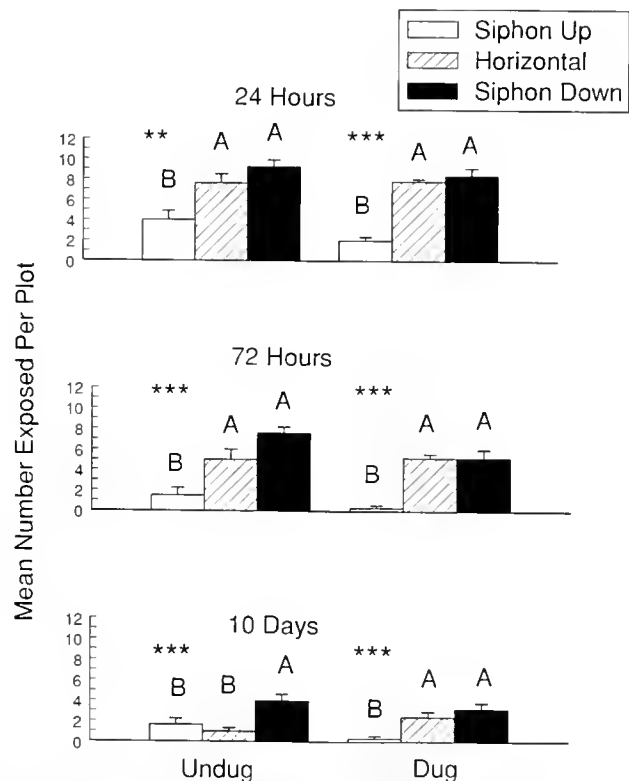 Siphon Up
Horizontal
Siphon Down
24 Hours
** A A *** A A
B B
12
10
8
6
4
2
0
72 Hours
*** A A *** A A
B B
12
10
8
6
4
2
0
10 Days
*** B B A *** B A A
12
10
8
6
4
2
0
Undug Dug
Mean Number Exposed Per Plot